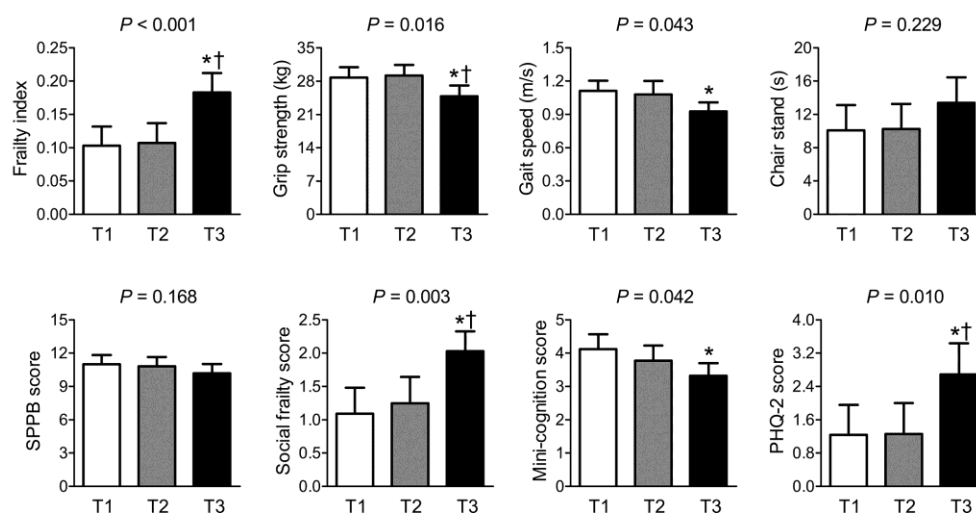 P < 0.001
Frailty index
0.25
0.20
0.15
0.10
0.05
0.00
*†
T1 T2 T3
P = 0.016
Grip strength (kg)
35
28
21
14
7
0
*†
T1 T2 T3
P = 0.043
Gait speed (m/s)
1.5
1.2
0.9
0.6
0.3
0.0
*
T1 T2 T3
P = 0.229
Chair stand (s)
20
16
12
8
4
0
T1 T2 T3
P = 0.168
SPPB score
15
12
9
6
3
0
T1 T2 T3
P = 0.003
Social frailty score
2.5
2.0
1.5
1.0
0.5
0.0
*†
T1 T2 T3
P = 0.042
Mini-cognition score
5
4
3
2
1
0
*
T1 T2 T3
P = 0.010
PHQ-2 score
4.0
3.2
2.4
1.6
0.8
0.0
*†
T1 T2 T3